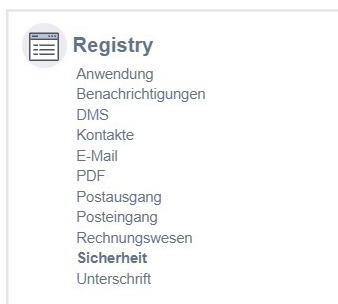 Registry
Anwendung
Benachrichtigungen
DMS
Kontakte
E-Mail
PDF
Postausgang
Posteingang
Rechnungswesen
Sicherheit
Unterschrift